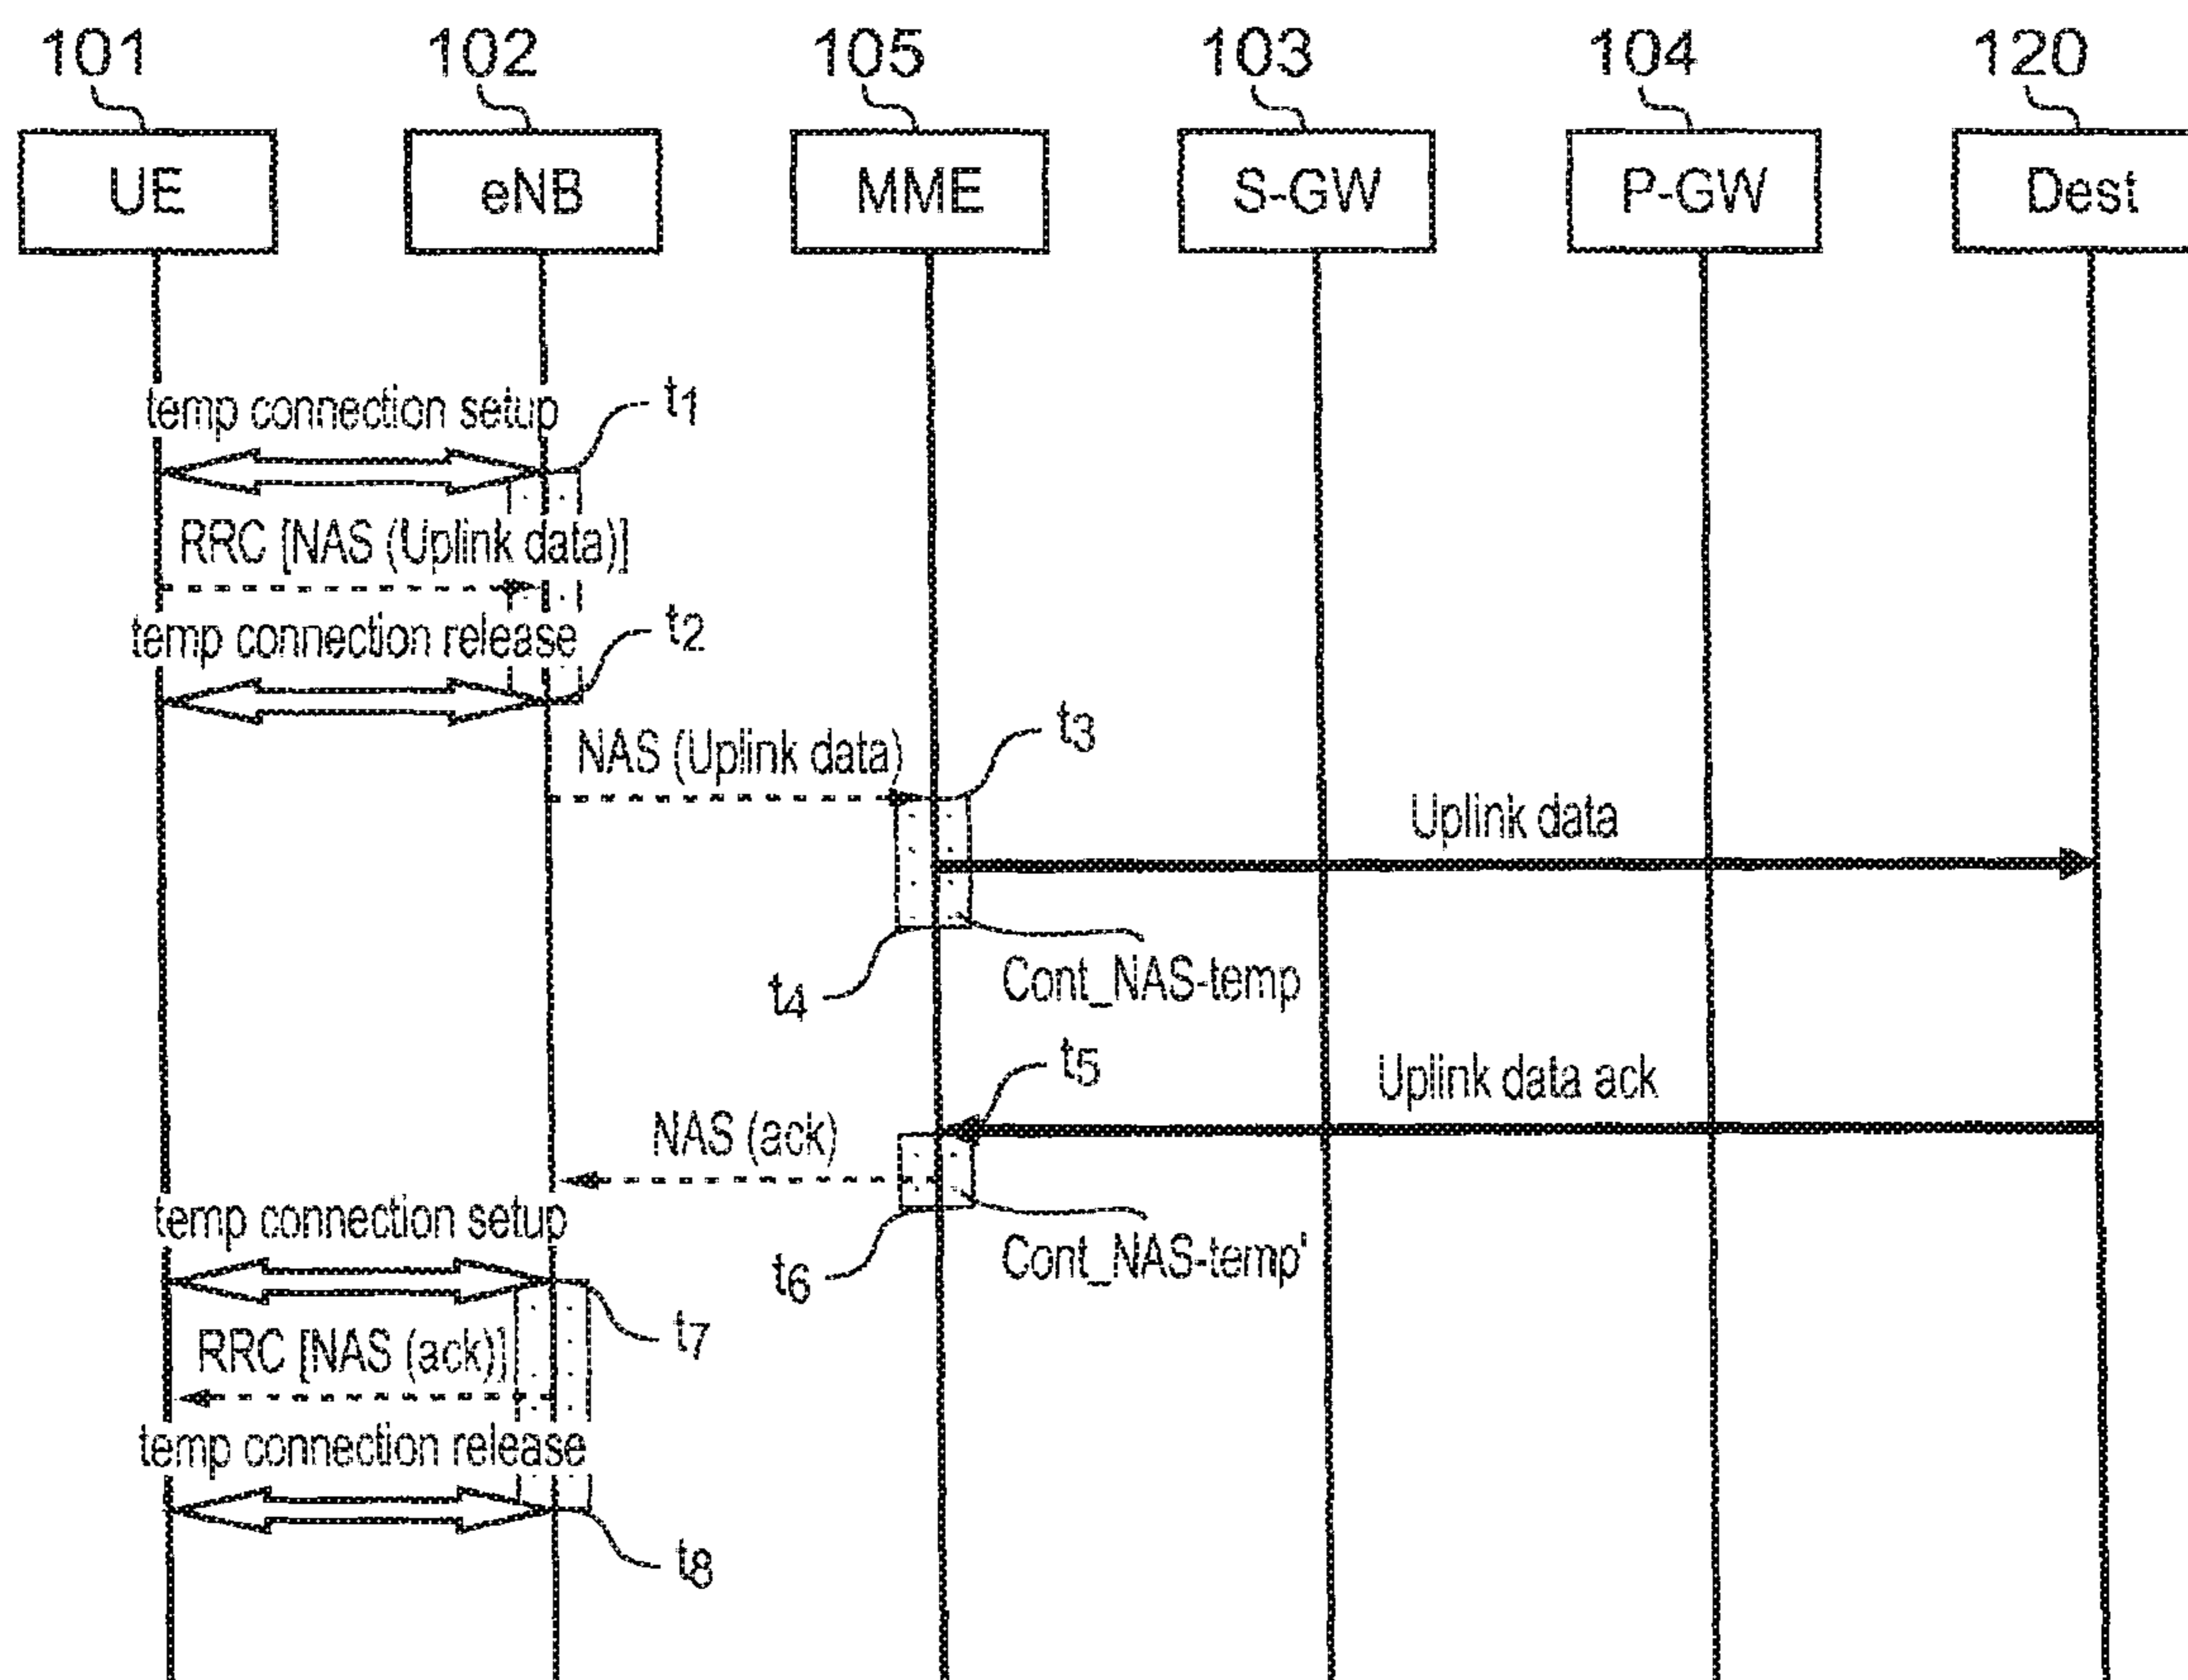 101 102 105 103 104 120
UE eNB MME S-GW P-GW Dest
temp connection setup t1
RRC [NAS (Uplink data)]
temp connection release t2
NAS (Uplink data) t3
Uplink data
t4 Cont_NAS-temp
t5 Uplink data ack
NAS (ack)
temp connection setup
t6 Cont_NAS-temp'
RRC [NAS (ack)] t7
temp connection release
t8